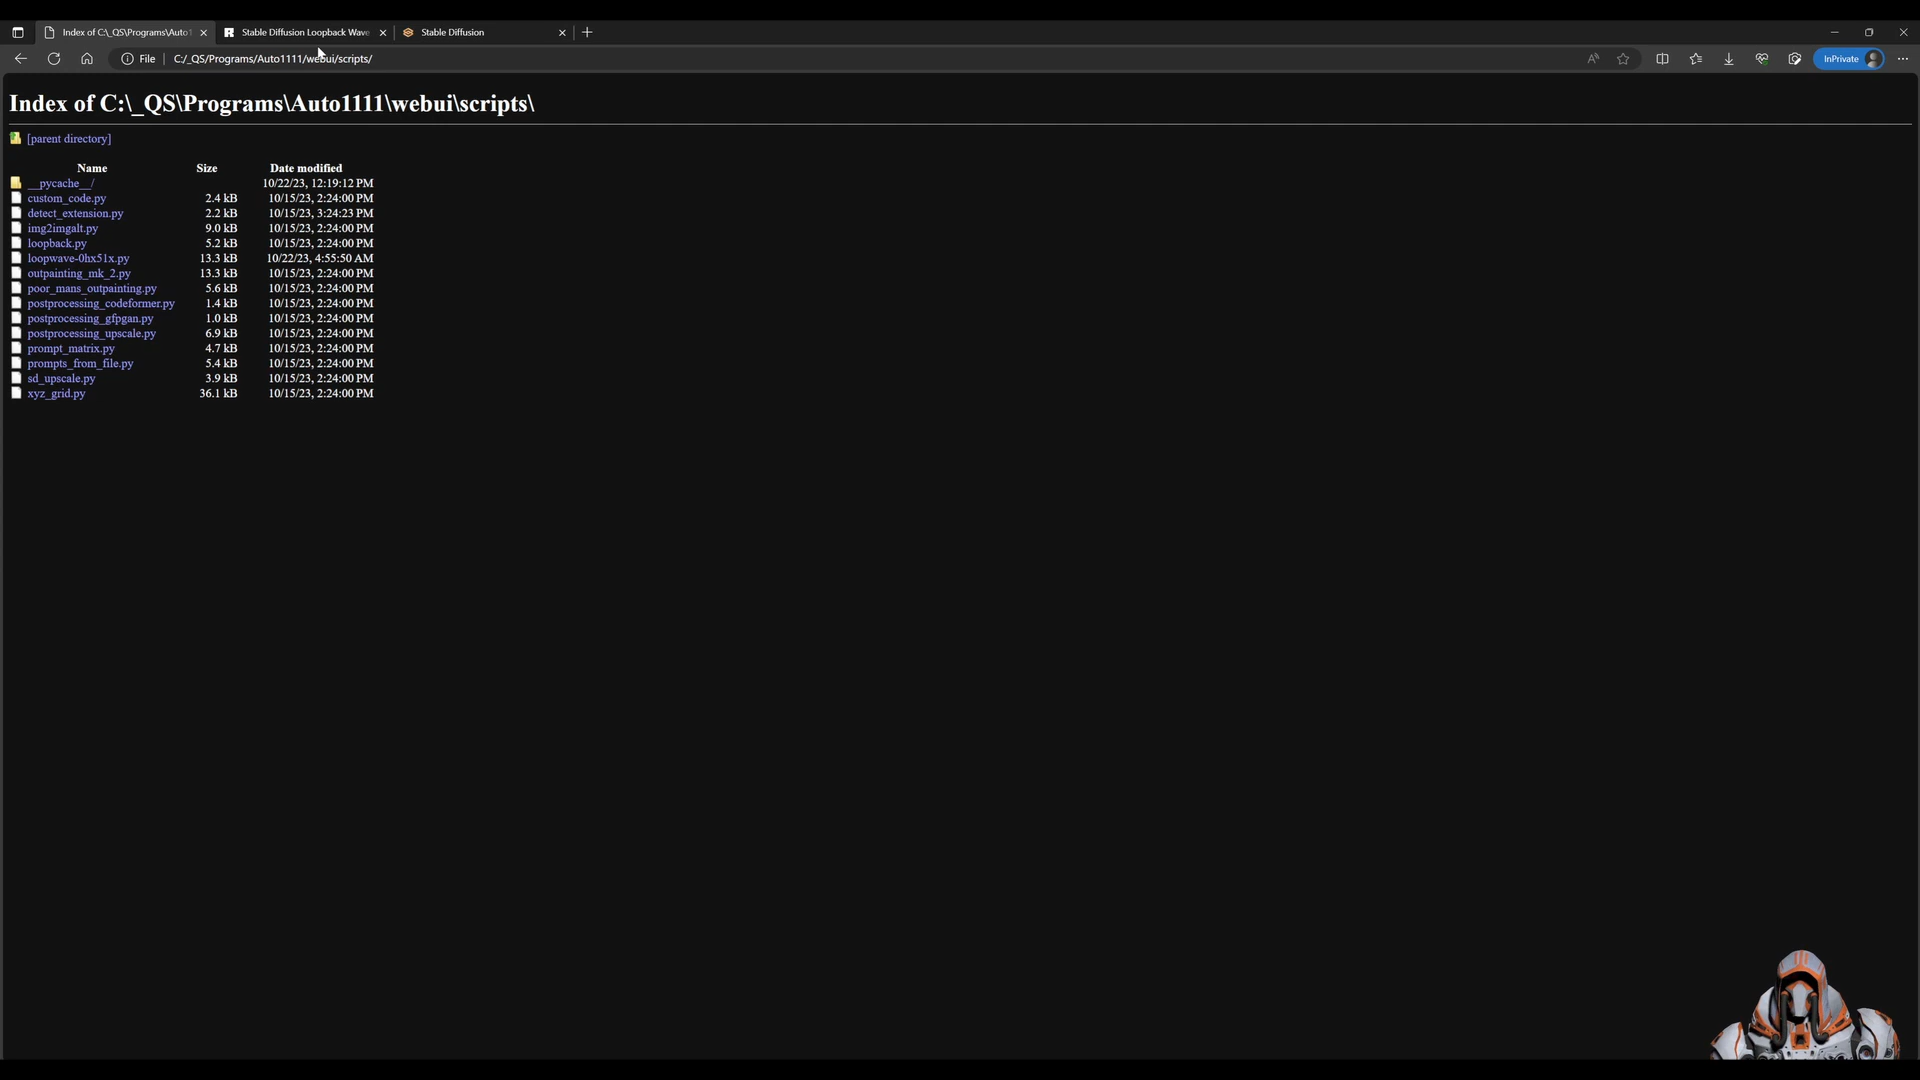 Index of C:\_QS\Programs\Auto1
Stable Diffusion Loopback Wave
Stable Diffusion
File
C:/_QS/Programs/Auto1111/webui/scripts/
InPrivate
Index of C:\_QS\Programs\Auto1111\webui\scripts\
[parent directory]
Name Size Date modified
__pycache__/ 10/22/23, 12:19:12 PM
custom_code.py 2.4 kB 10/15/23, 2:24:00 PM
detect_extension.py 2.2 kB 10/15/23, 3:24:23 PM
img2imgalt.py 9.0 kB 10/15/23, 2:24:00 PM
loopback.py 5.2 kB 10/15/23, 2:24:00 PM
loopwave-0hx51x.py 13.3 kB 10/22/23, 4:55:50 AM
outpainting_mk_2.py 13.3 kB 10/15/23, 2:24:00 PM
poor_mans_outpainting.py 5.6 kB 10/15/23, 2:24:00 PM
postprocessing_codeformer.py 1.4 kB 10/15/23, 2:24:00 PM
postprocessing_gfpgan.py 1.0 kB 10/15/23, 2:24:00 PM
postprocessing_upscale.py 6.9 kB 10/15/23, 2:24:00 PM
prompt_matrix.py 4.7 kB 10/15/23, 2:24:00 PM
prompts_from_file.py 5.4 kB 10/15/23, 2:24:00 PM
sd_upscale.py 3.9 kB 10/15/23, 2:24:00 PM
xyz_grid.py 36.1 kB 10/15/23, 2:24:00 PM